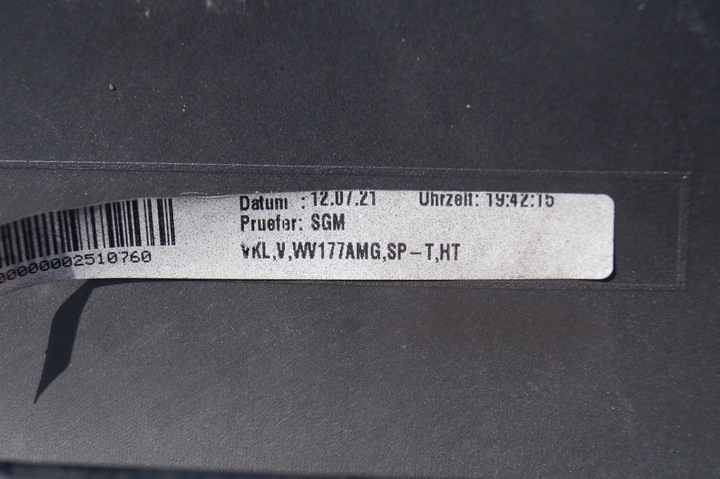 Datum : 12.07.21 Uhrzeit: 19:42:15
Pruefer: SGM
VKL,V,WV177AMG,SP-T,HT
00000002510760